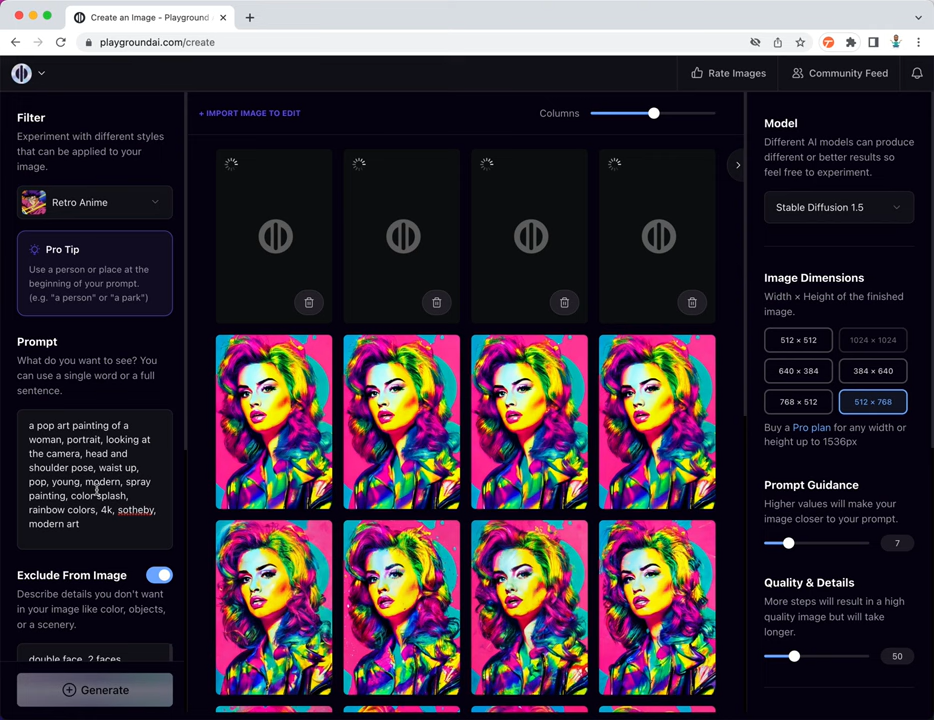 Create an Image - Playground
playgroundai.com/create
Rate Images
Community Feed
Filter
Experiment with different styles
that can be applied to your
image.
Retro Anime
Pro Tip
Use a person or place at the
beginning of your prompt.
(e.g. "a person" or "a park")
Prompt
What do you want to see? You
can use a single word or a full
sentence.
a pop art painting of a
woman, portrait, looking at
the camera, head and
shoulder pose, waist up,
pop, young, modern, spray
painting, color splash,
rainbow colors, 4k, sotheby,
modern art
Exclude From Image
Describe details you don't want
in your image like color, objects,
or a scenery.
double face, 2 faces
Generate
+ IMPORT IMAGE TO EDIT
Columns
Model
Different AI models can produce
different or better results so
feel free to experiment.
Stable Diffusion 1.5
Image Dimensions
Width × Height of the finished
image.
512 × 512
1024 × 1024
640 × 384
384 × 640
768 × 512
512 × 768
Buy a Pro plan for any width or
height up to 1536px
Prompt Guidance
Higher values will make your
image closer to your prompt.
7
Quality & Details
More steps will result in a high
quality image but will take
longer.
50